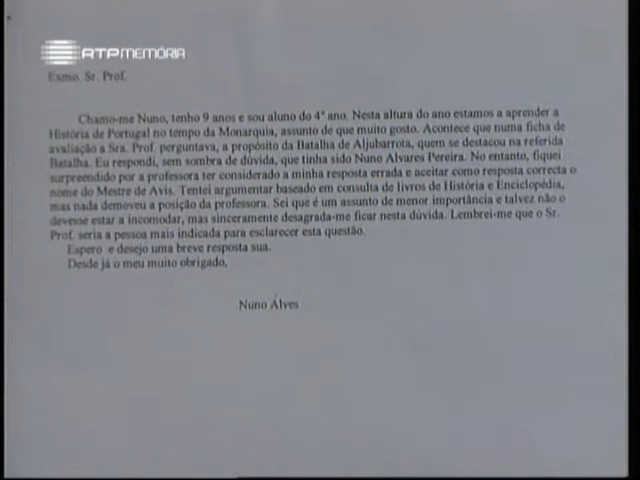 RTPMEMÓRIA
Exmo. Sr. Prof.
Chamo-me Nuno, tenho 9 anos e sou aluno do 4º ano. Nesta altura do ano estamos a aprender a
História de Portugal no tempo da Monarquia, assunto de que muito gosto. Acontece que numa ficha de
avaliação a Sra. Prof. perguntava, a propósito da Batalha de Aljubarrota, quem se destacou na referida
Batalha. Eu respondi, sem sombra de dúvida, que tinha sido Nuno Alvares Pereira. No entanto, fiquei
surpreendido por a professora ter considerado a minha resposta errada e aceitar como resposta correcta o
nome do Mestre de Avis. Tentei argumentar baseado em consulta de livros de História e Enciclopédia,
mas nada demoveu a posição da professora. Sei que é um assunto de menor importância e talvez não o
devesse estar a incomodar, mas sinceramente desagrada-me ficar nesta dúvida. Lembrei-me que o Sr.
Prof. seria a pessoa mais indicada para esclarecer esta questão.
Espero e desejo uma breve resposta sua.
Desde já o meu muito obrigado,
Nuno Alves